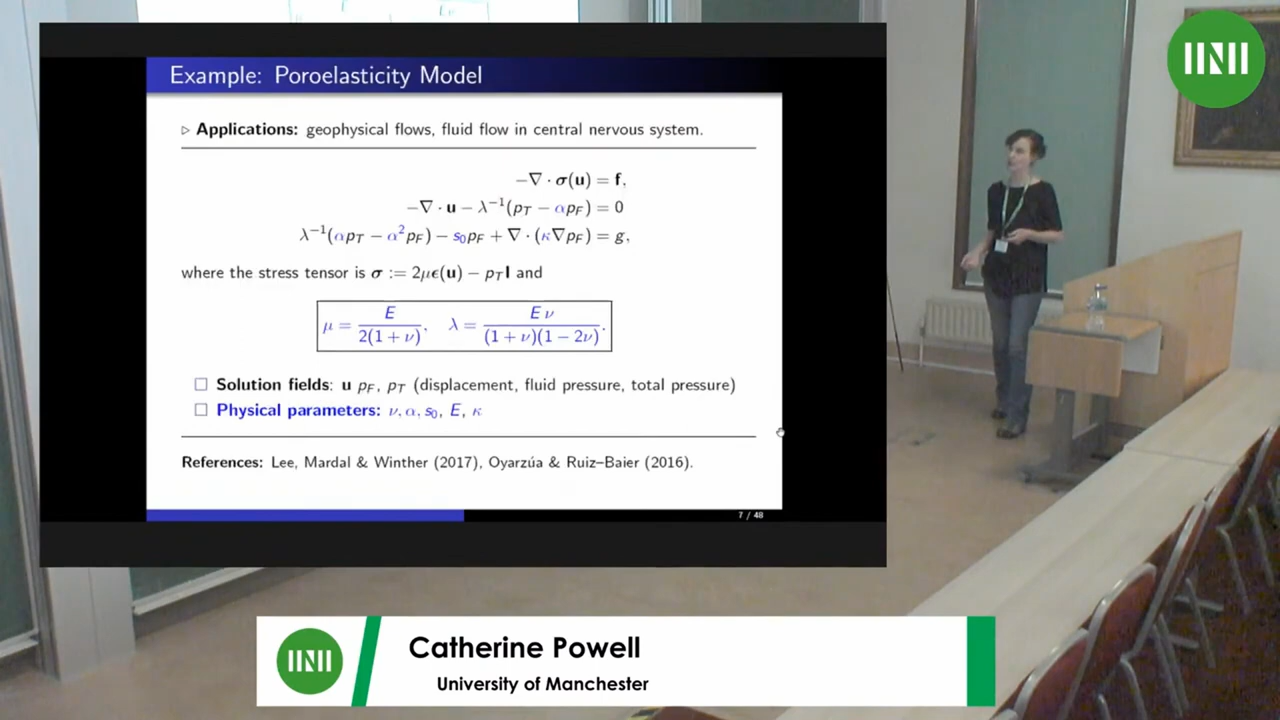 Example: Poroelasticity Model
▷ Applications: geophysical flows, fluid flow in central nervous system.
−∇ · σ(u) = f,
−∇ · u − λ⁻¹(p_T − αp_F) = 0
λ⁻¹(αp_T − α²p_F) − s₀p_F + ∇ · (κ∇p_F) = g,
where the stress tensor is σ := 2με(u) − p_T I and
μ = E / 2(1 + ν), λ = E ν / (1 + ν)(1 − 2ν).
Solution fields: u p_F, p_T (displacement, fluid pressure, total pressure)
Physical parameters: ν, α, s₀, E, κ
References: Lee, Mardal & Winther (2017), Oyarzúa & Ruiz–Baier (2016).
7 / 48
Catherine Powell
University of Manchester